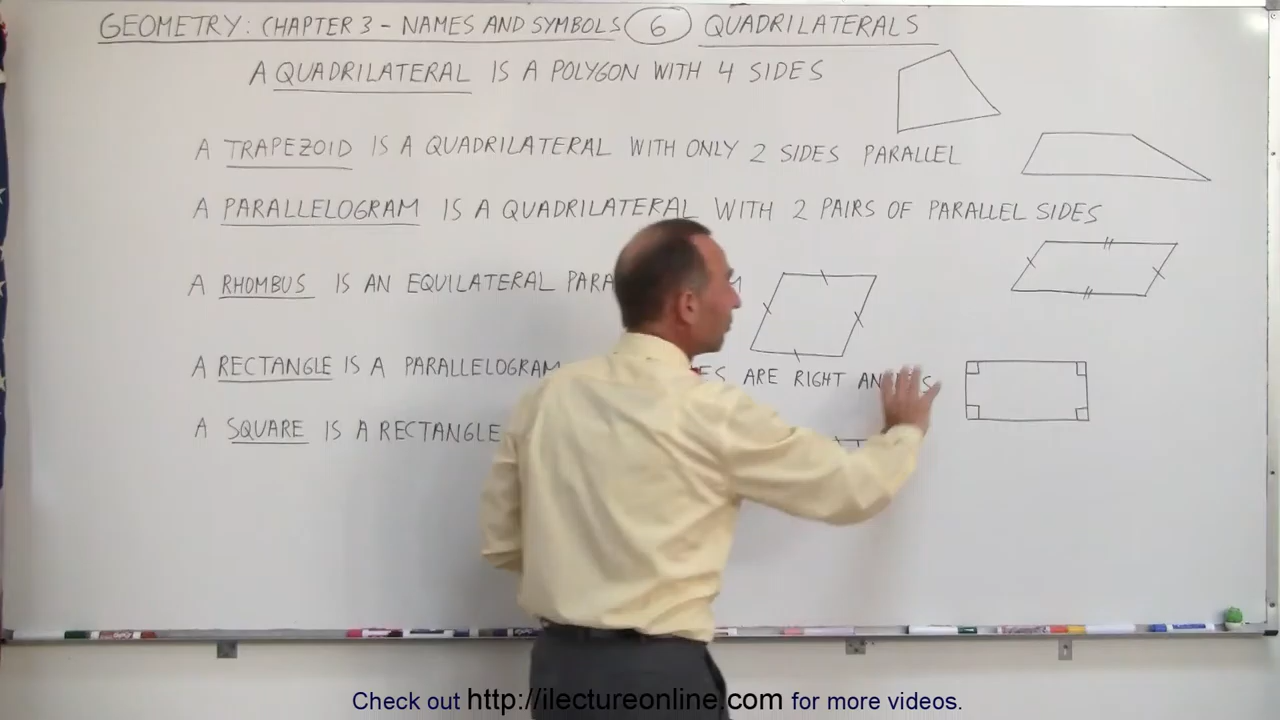 GEOMETRY: CHAPTER 3 - NAMES AND SYMBOLS 6 QUADRILATERALS
A QUADRILATERAL IS A POLYGON WITH 4 SIDES
A TRAPEZOID IS A QUADRILATERAL WITH ONLY 2 SIDES PARALLEL
A PARALLELOGRAM IS A QUADRILATERAL WITH 2 PAIRS OF PARALLEL SIDES
A RHOMBUS IS AN EQUILATERAL
A RECTANGLE IS A PARALLELOGRAM ARE RIGHT
A SQUARE IS A RECTANGLE
Check out http://ilectureonline.com for more videos.